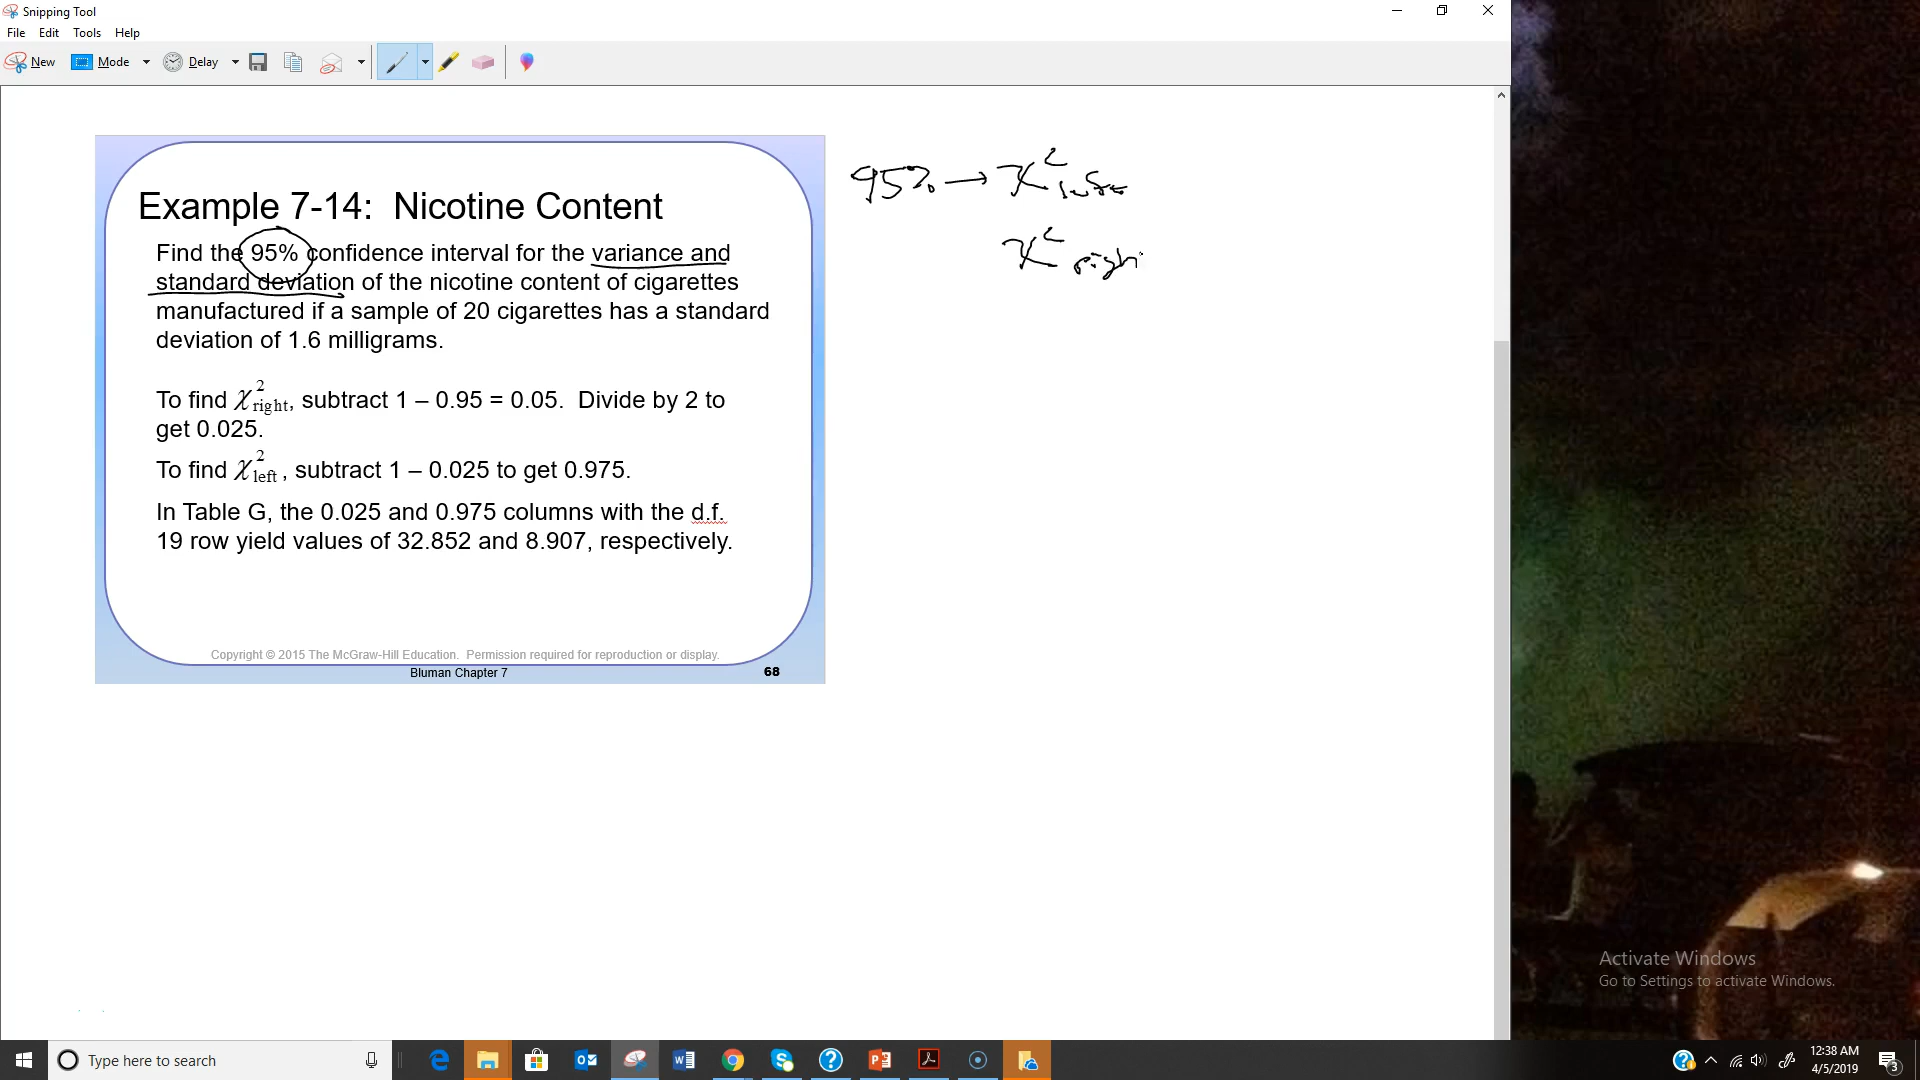 Snipping Tool
File Edit Tools Help
New Mode Delay
Example 7-14: Nicotine Content
Find the 95% confidence interval for the variance and
standard deviation of the nicotine content of cigarettes
manufactured if a sample of 20 cigarettes has a standard
deviation of 1.6 milligrams.
To find χ²right, subtract 1 – 0.95 = 0.05. Divide by 2 to
get 0.025.
To find χ²left , subtract 1 – 0.025 to get 0.975.
In Table G, the 0.025 and 0.975 columns with the d.f.
19 row yield values of 32.852 and 8.907, respectively.
Copyright © 2015 The McGraw-Hill Education. Permission required for reproduction or display.
Bluman Chapter 7 68
95% → χ²
χ² righ
Activate Windows
Go to Settings to activate Windows.
Type here to search
12:38 AM
4/5/2019
3